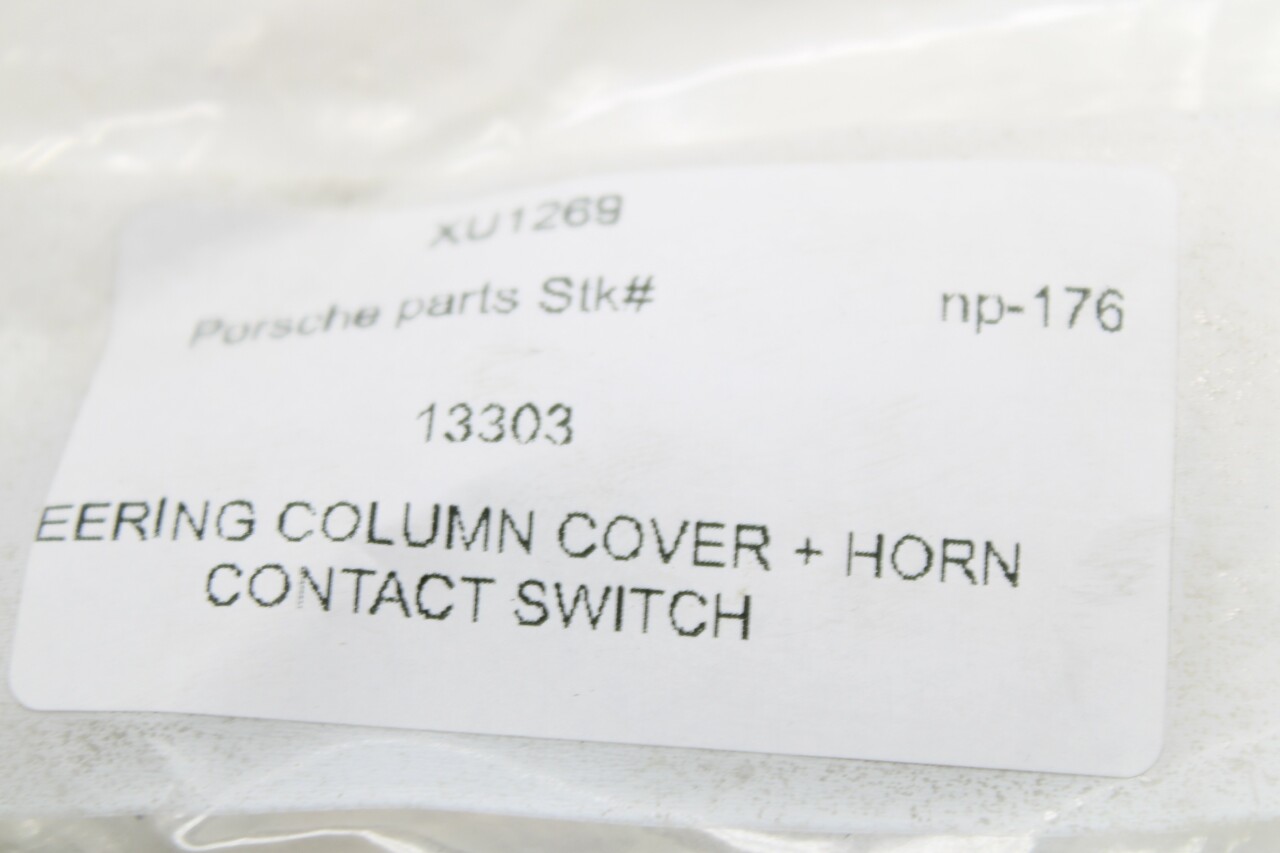 XU1269
Porsche parts Stk# np-176
13303
EERING COLUMN COVER + HORN
CONTACT SWITCH